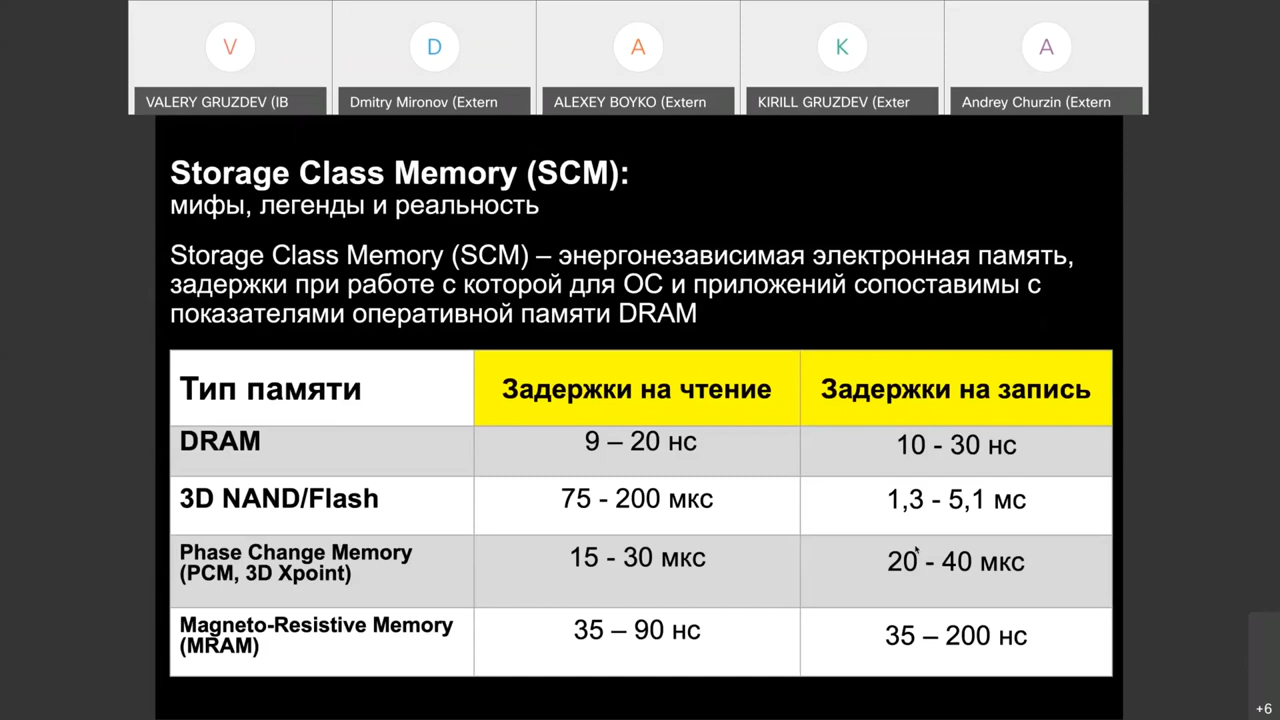 V
D
A
K
A
VALERY GRUZDEV (IB
Dmitry Mironov (Extern
ALEXEY BOYKO (Extern
KIRILL GRUZDEV (Exter
Andrey Churzin (Extern
Storage Class Memory (SCM):
мифы, легенды и реальность
Storage Class Memory (SCM) – энергонезависимая электронная память,
задержки при работе с которой для ОС и приложений сопоставимы с
показателями оперативной памяти DRAM
Тип памяти
Задержки на чтение
Задержки на запись
DRAM
9 – 20 нс
10 - 30 нс
3D NAND/Flash
75 - 200 мкс
1,3 - 5,1 мс
Phase Change Memory
(PCM, 3D Xpoint)
15 - 30 мкс
20 - 40 мкс
Magneto-Resistive Memory
(MRAM)
35 – 90 нс
35 – 200 нс
+6